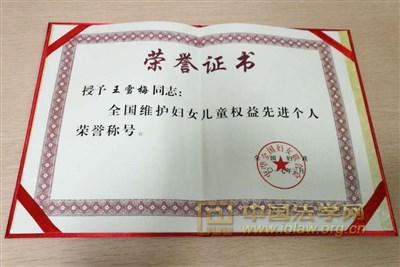 荣誉证书
授予王雪梅同志：
全国维护妇女儿童权益先进个人
荣誉称号。
中国法学网
www.iolaw.org.cn